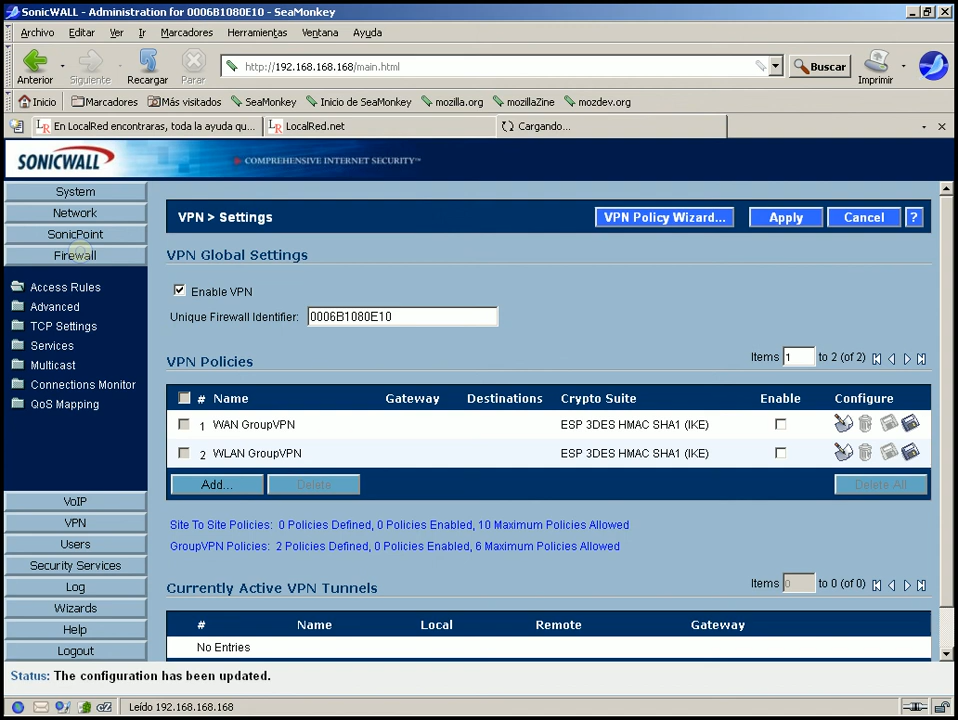 SonicWALL - Administration for 0006B1080E10 - SeaMonkey
Archivo Editar Ver Ir Marcadores Herramientas Ventana Ayuda
Anterior Siguiente Recargar Parar http://192.168.168.168/main.html Buscar Imprimir
Inicio Marcadores Más visitados SeaMonkey Inicio de SeaMonkey mozilla.org mozillaZine mozdev.org
LR En LocalRed encontraras, toda la ayuda qu... LR LocalRed.net Cargando...
SONICWALL COMPREHENSIVE INTERNET SECURITY™
System
Network
SonicPoint
Firewall
Access Rules
Advanced
TCP Settings
Services
Multicast
Connections Monitor
QoS Mapping
VoIP
VPN
Users
Security Services
Log
Wizards
Help
Logout
VPN > Settings VPN Policy Wizard... Apply Cancel ?
VPN Global Settings
Enable VPN
Unique Firewall Identifier: 0006B1080E10
VPN Policies Items 1 to 2 (of 2)
# Name Gateway Destinations Crypto Suite Enable Configure
1 WAN GroupVPN ESP 3DES HMAC SHA1 (IKE)
2 WLAN GroupVPN ESP 3DES HMAC SHA1 (IKE)
Add... Delete Delete All
Site To Site Policies: 0 Policies Defined, 0 Policies Enabled, 10 Maximum Policies Allowed
GroupVPN Policies: 2 Policies Defined, 0 Policies Enabled, 6 Maximum Policies Allowed
Currently Active VPN Tunnels Items 0 to 0 (of 0)
# Name Local Remote Gateway
No Entries
Status: The configuration has been updated.
Leído 192.168.168.168